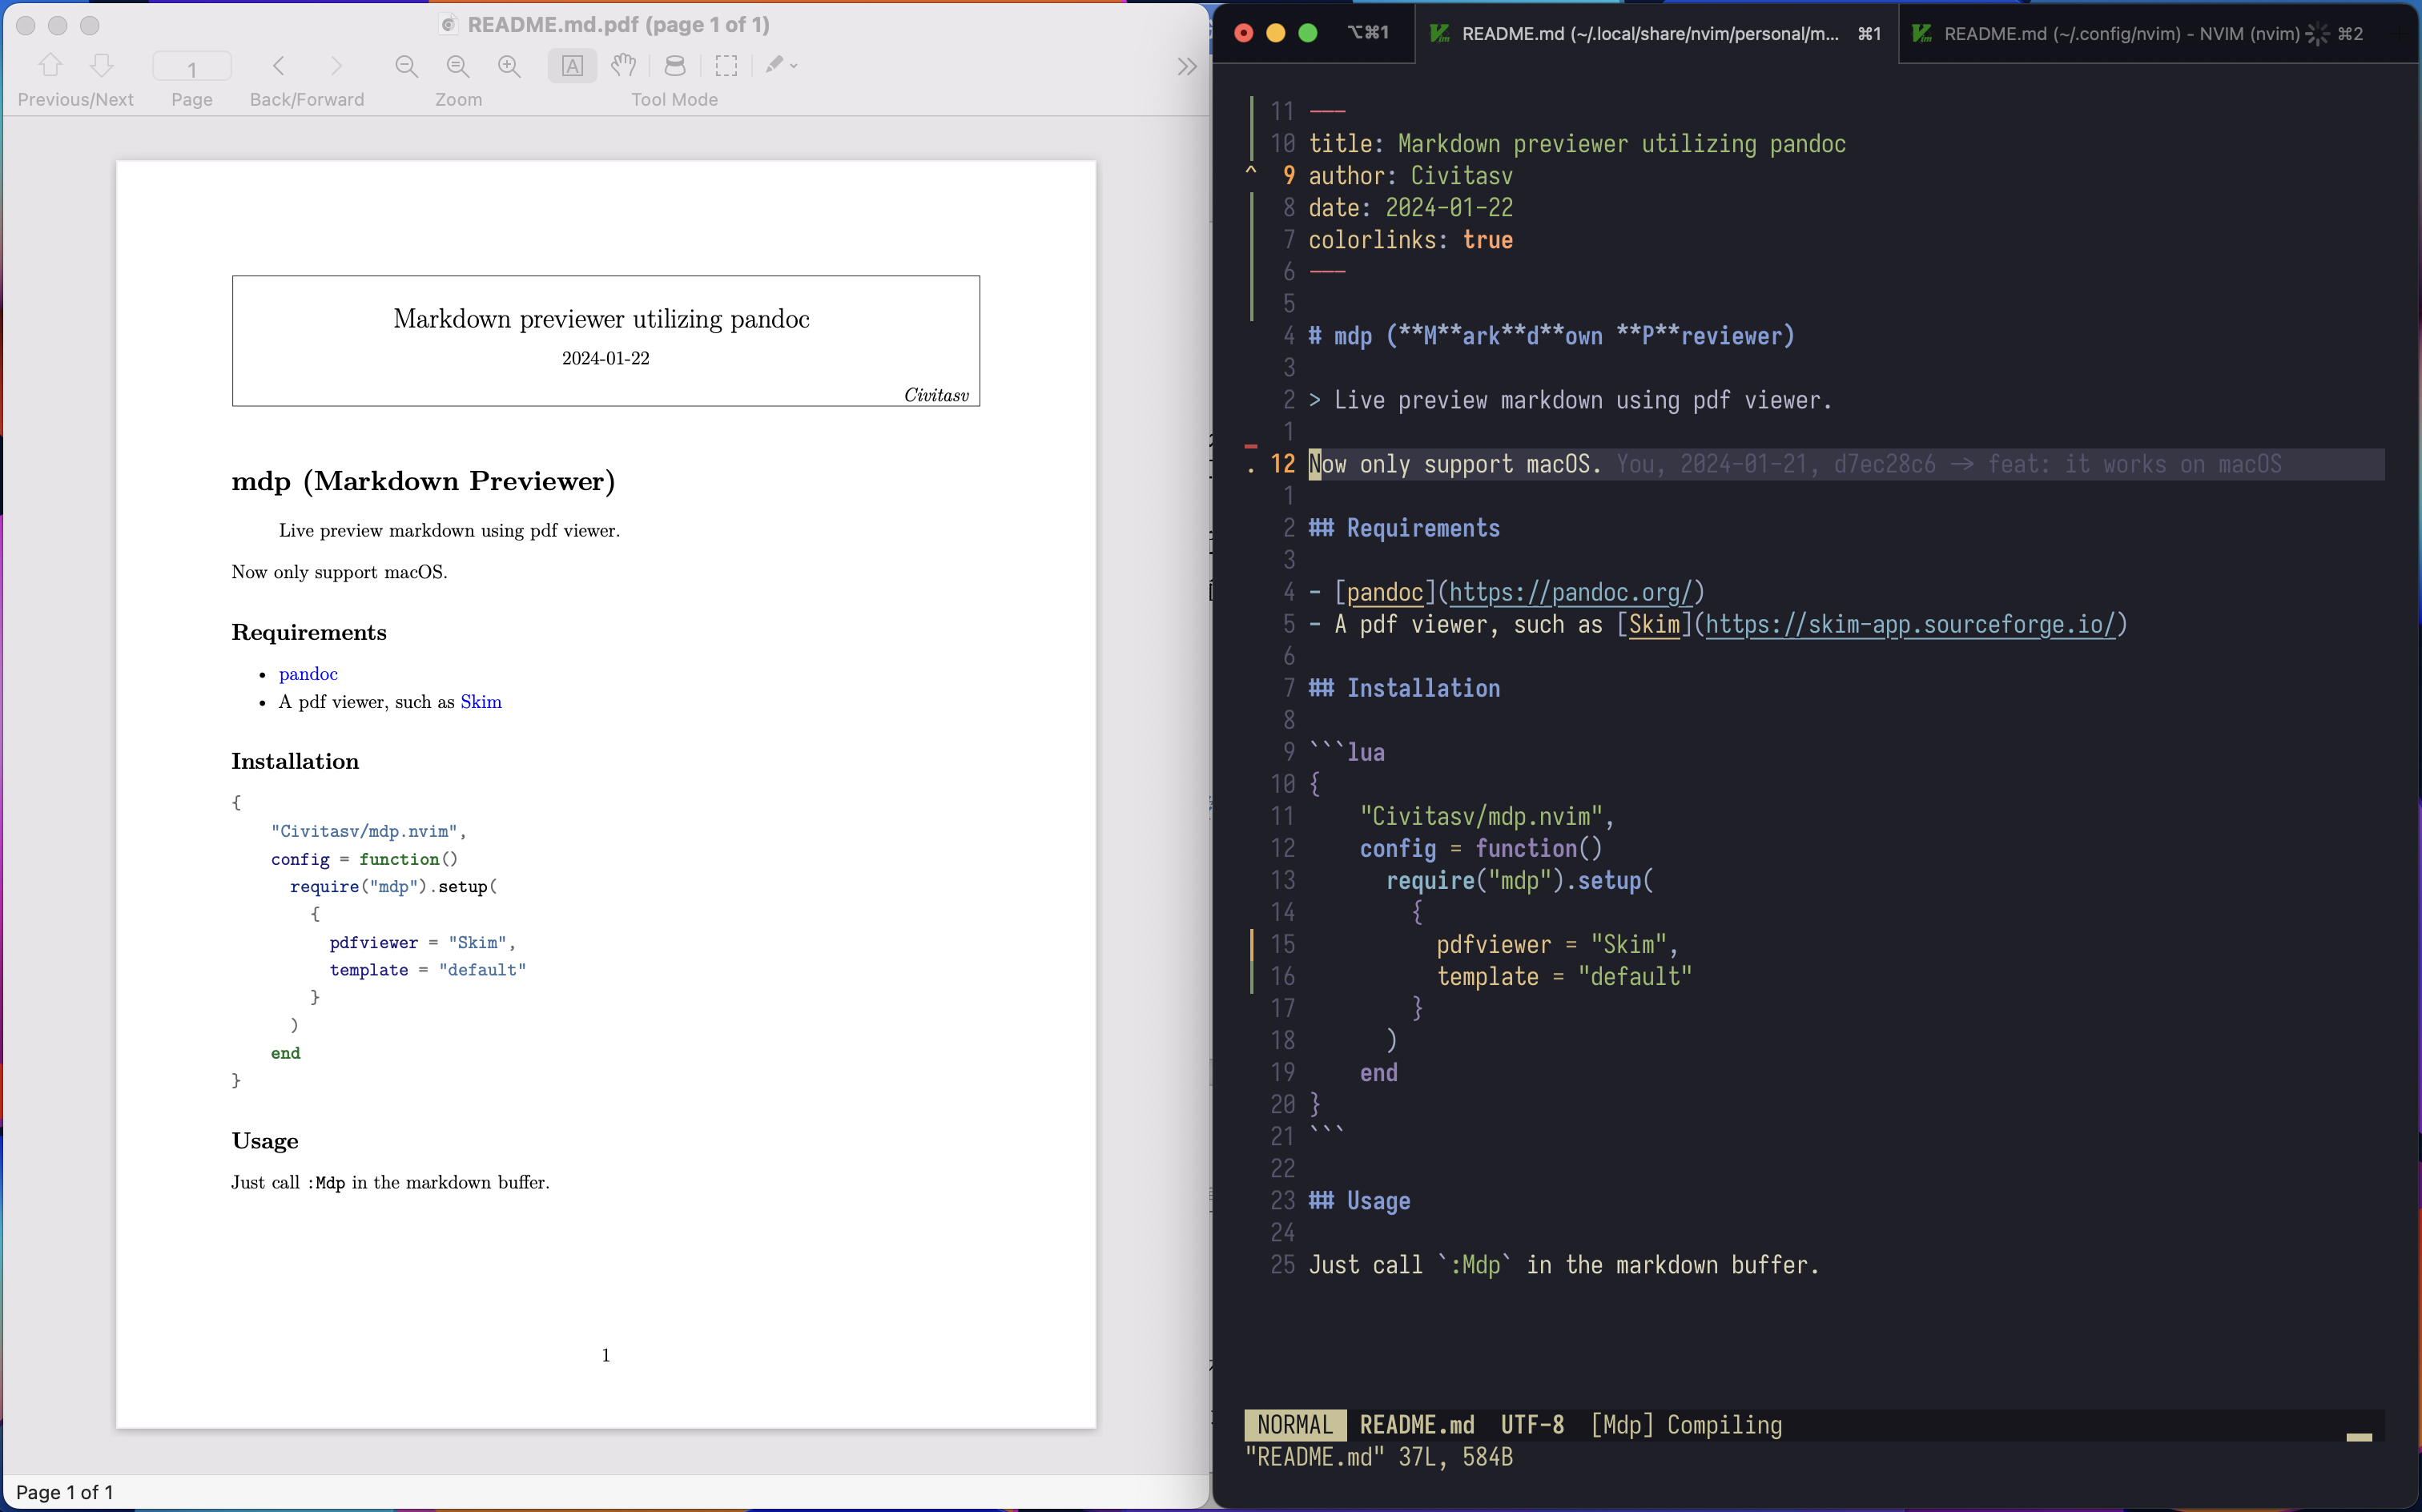 README.md.pdf (page 1 of 1)
1
A
Previous/Next Page Back/Forward Zoom Tool Mode
Markdown previewer utilizing pandoc
2024-01-22
Civitasv
mdp (Markdown Previewer)
Live preview markdown using pdf viewer.
Now only support macOS.
Requirements
• pandoc
• A pdf viewer, such as Skim
Installation
{
"Civitasv/mdp.nvim",
config = function()
require("mdp").setup(
{
pdfviewer = "Skim",
template = "default"
}
)
end
}
Usage
Just call :Mdp in the markdown buffer.
1
Page 1 of 1
⌥⌘1 README.md (~/.local/share/nvim/personal/m... ⌘1 README.md (~/.config/nvim) - NVIM (nvim) ⌘2
11 ---
10 title: Markdown previewer utilizing pandoc
^ 9 author: Civitasv
8 date: 2024-01-22
7 colorlinks: true
6 ---
5
4 # mdp (**M**ark**d**own **P**reviewer)
3
2 > Live preview markdown using pdf viewer.
1
. 12 Now only support macOS. You, 2024-01-21, d7ec28c6 → feat: it works on macOS
1
2 ## Requirements
3
4 - [pandoc](https://pandoc.org/)
5 - A pdf viewer, such as [Skim](https://skim-app.sourceforge.io/)
6
7 ## Installation
8
9 ```lua
10 {
11 "Civitasv/mdp.nvim",
12 config = function()
13 require("mdp").setup(
14 {
15 pdfviewer = "Skim",
16 template = "default"
17 }
18 )
19 end
20 }
21 ```
22
23 ## Usage
24
25 Just call `:Mdp` in the markdown buffer.
NORMAL README.md UTF-8 [Mdp] Compiling
"README.md" 37L, 584B